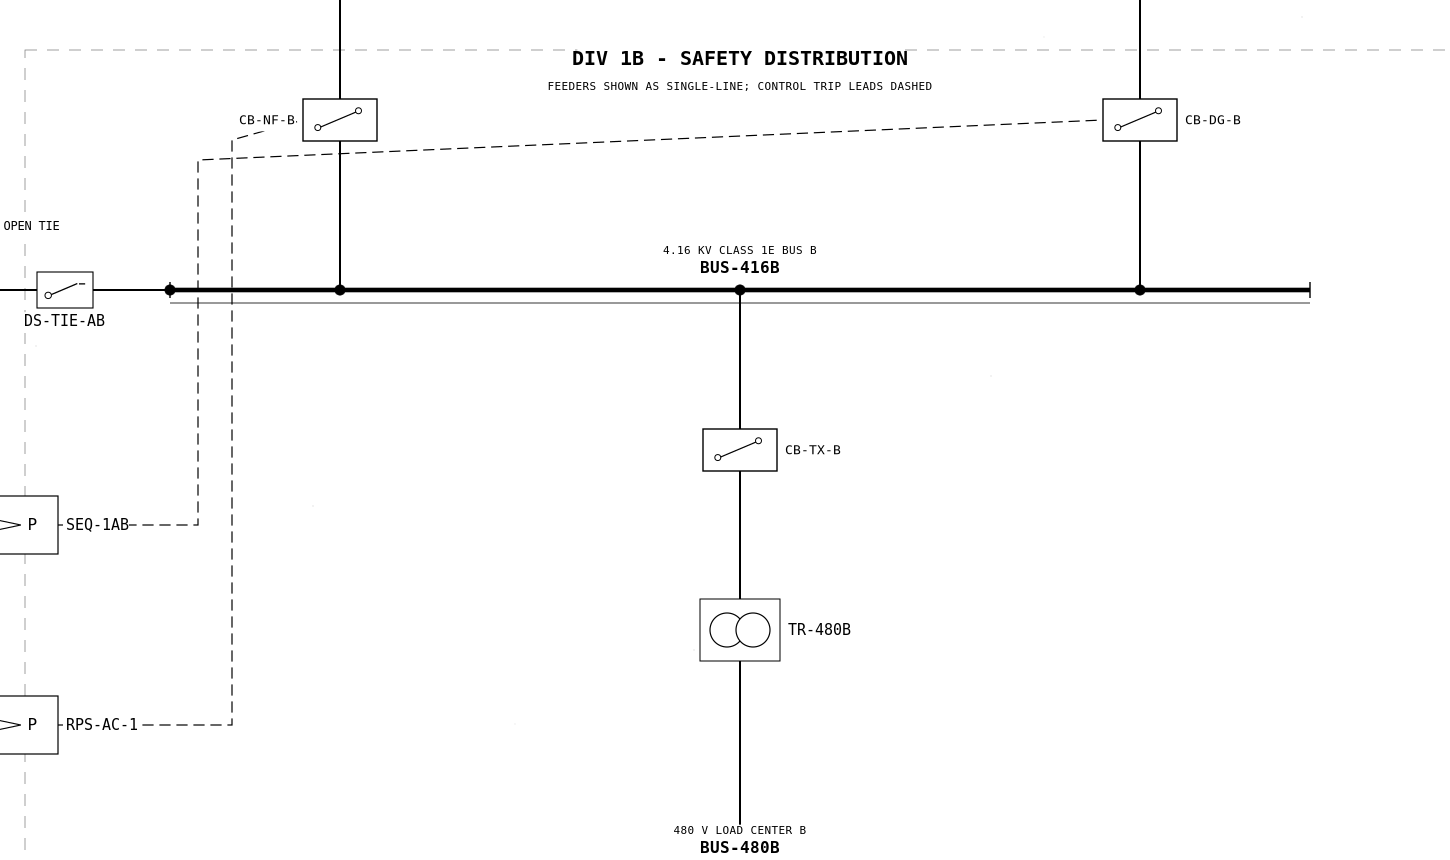 DIV 1B - SAFETY DISTRIBUTION
FEEDERS SHOWN AS SINGLE-LINE; CONTROL TRIP LEADS DASHED
CB-NF-B
CB-DG-B
OPEN TIE
4.16 KV CLASS 1E BUS B
BUS-416B
DS-TIE-AB
CB-TX-B
P
SEQ-1AB
TR-480B
P
RPS-AC-1
480 V LOAD CENTER B
BUS-480B